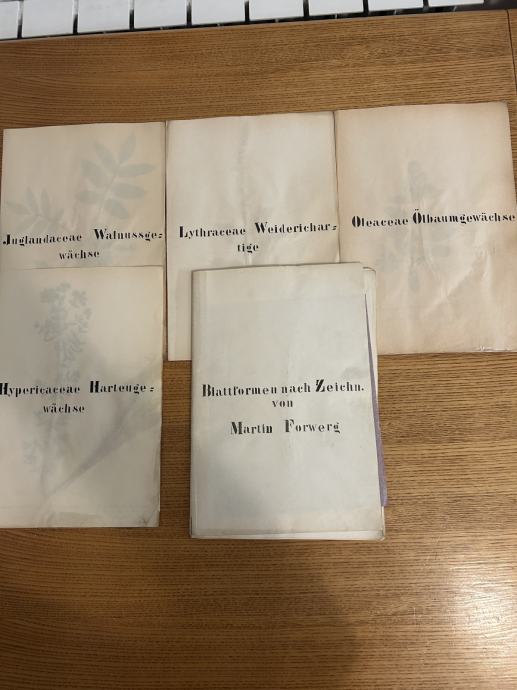 Juglandaceae Walnussge=
wächse
Lythraceae Weiderichar=
tige
Oleaceae Ölbaumgewächse
Hypericaceae Harteuge=
wächse
Blattformen nach Zeichn.
von
Martin Forwerg